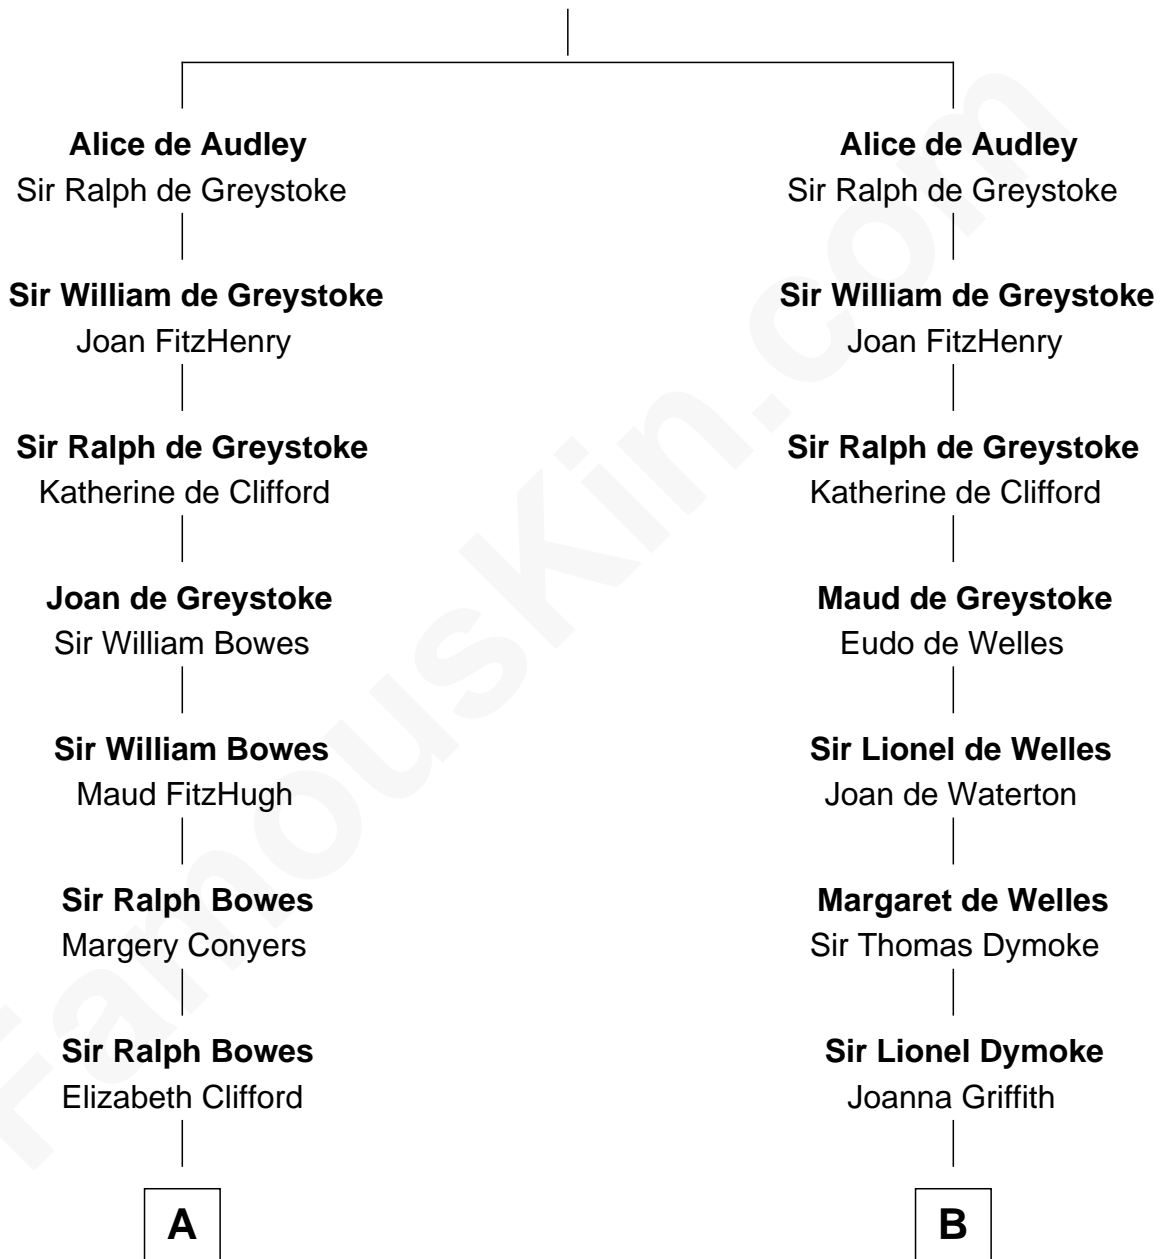 Alice de Audley
Sir Ralph de Greystoke
Sir William de Greystoke
Joan FitzHenry
Sir Ralph de Greystoke
Katherine de Clifford
Joan de Greystoke
Sir William Bowes
Sir William Bowes
Maud FitzHugh
Sir Ralph Bowes
Margery Conyers
Sir Ralph Bowes
Elizabeth Clifford
A
Alice de Audley
Sir Ralph de Greystoke
Sir William de Greystoke
Joan FitzHenry
Sir Ralph de Greystoke
Katherine de Clifford
Maud de Greystoke
Eudo de Welles
Sir Lionel de Welles
Joan de Waterton
Margaret de Welles
Sir Thomas Dymoke
Sir Lionel Dymoke
Joanna Griffith
B
FamousKin.com